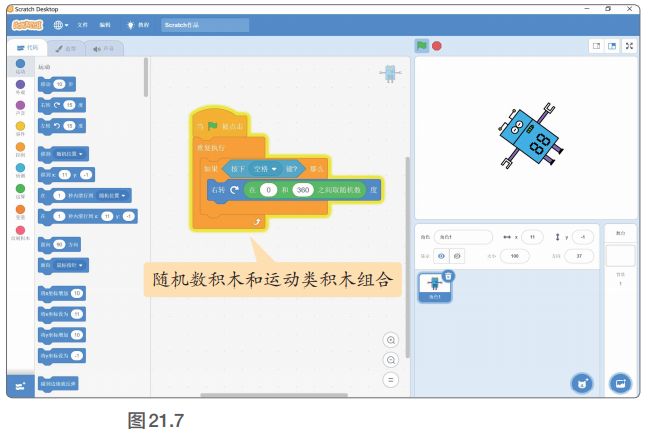 Scratch Desktop
文件 编辑 教程 Scratch作品
代码 造型 声音
运动
运动
外观
声音
事件
控制
侦测
运算
变量
自制积木
移动 10 步
右转 15 度
左转 15 度
移到 随机位置
移到 x: 11 y: -1
在 1 秒内滑行到 随机位置
在 1 秒内滑行到 x: 11 y: -1
面向 90 方向
面向 鼠标指针
将x坐标增加 10
将x坐标设为 11
将y坐标增加 10
将y坐标设为 -1
碰到边缘就反弹
当 被点击
重复执行
如果 按下 空格 键? 那么
右转 在 0 和 360 之间取随机数 度
随机数积木和运动类积木组合
角色 角色1 x 11 y -1
显示 大小 100 方向 37
角色1
舞台
背景
1
图21.7